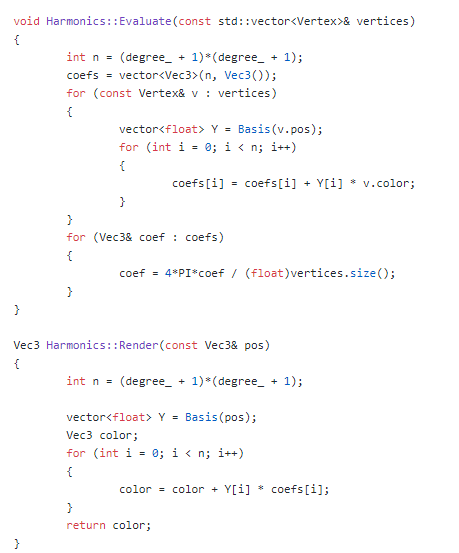 void Harmonics::Evaluate(const std::vector<Vertex>& vertices)
{
        int n = (degree_ + 1)*(degree_ + 1);
        coefs = vector<Vec3>(n, Vec3());
        for (const Vertex& v : vertices)
        {
                vector<float> Y = Basis(v.pos);
                for (int i = 0; i < n; i++)
                {
                        coefs[i] = coefs[i] + Y[i] * v.color;
                }
        }
        for (Vec3& coef : coefs)
        {
                coef = 4*PI*coef / (float)vertices.size();
        }
}

Vec3 Harmonics::Render(const Vec3& pos)
{
        int n = (degree_ + 1)*(degree_ + 1);

        vector<float> Y = Basis(pos);
        Vec3 color;
        for (int i = 0; i < n; i++)
        {
                color = color + Y[i] * coefs[i];
        }
        return color;
}